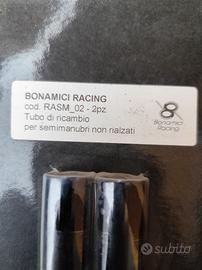 BONAMICI RACING
cod. RASM_02 - 2pz
Tubo di ricambio
per semimanubri non rialzati
Bonamici
Racing
subito